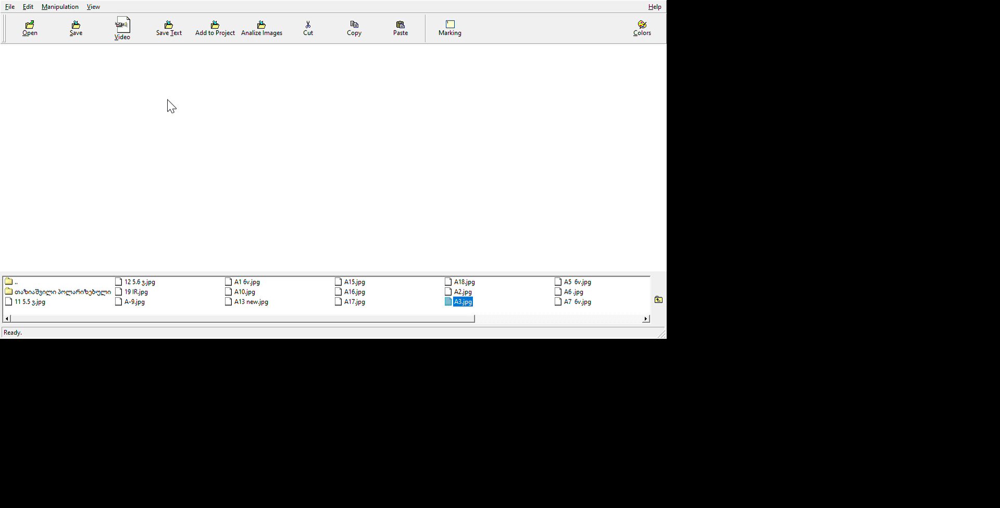 File Edit Manipulation View Help
Open Save Video Save Text Add to Project Analize Images Cut Copy Paste Marking Colors
.. 12 5.6 ვ.jpg A1 6v.jpg A15.jpg A18.jpg A5 6v.jpg
თაზიაშვილი პოლარიზებული 19 IR.jpg A10.jpg A16.jpg A2.jpg A6 .jpg
11 5.5 ვ.jpg A-9.jpg A13 new.jpg A17.jpg A3.jpg A7 6v.jpg
Ready.